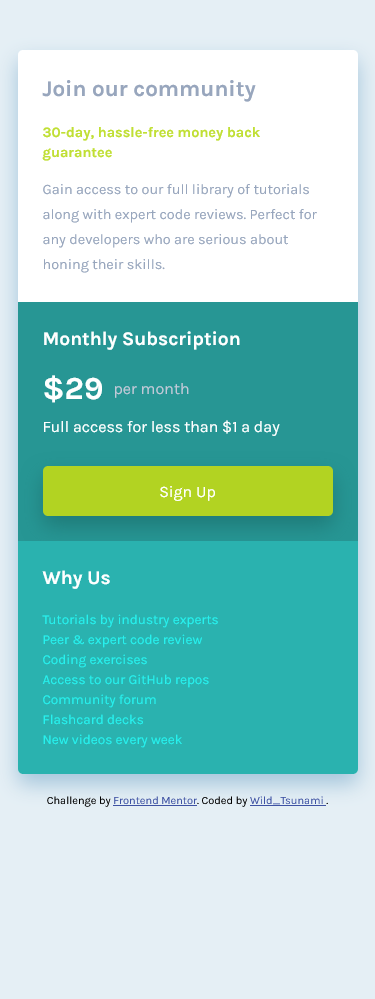 Join our community
30-day, hassle-free money back
guarantee
Gain access to our full library of tutorials
along with expert code reviews. Perfect for
any developers who are serious about
honing their skills.
Monthly Subscription
$29 per month
Full access for less than $1 a day
Sign Up
Why Us
Tutorials by industry experts
Peer & expert code review
Coding exercises
Access to our GitHub repos
Community forum
Flashcard decks
New videos every week
Challenge by Frontend Mentor. Coded by Wild__Tsunami .